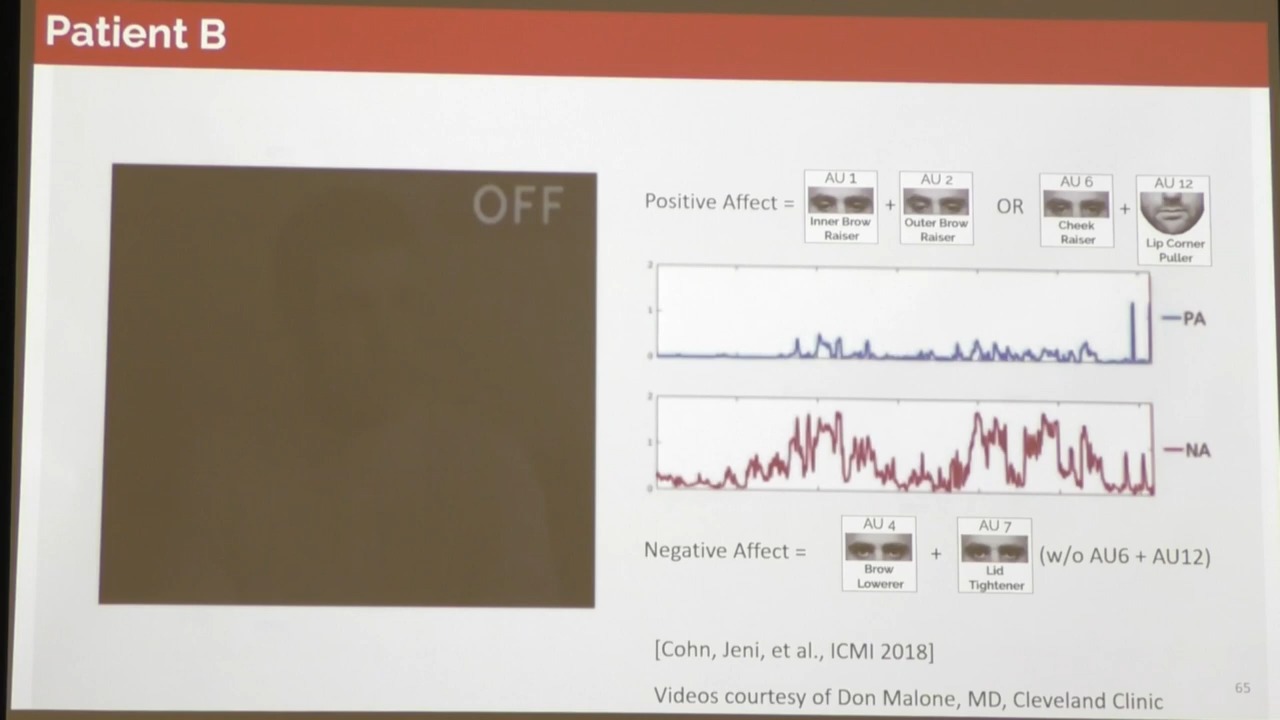 Patient B
OFF
Positive Affect = AU 1 Inner Brow Raiser + AU 2 Outer Brow Raiser OR AU 6 Cheek Raiser + AU 12 Lip Corner Puller
2
1
0
PA
2
1
0
NA
Negative Affect = AU 4 Brow Lowerer + AU 7 Lid Tightener (w/o AU6 + AU12)
[Cohn, Jeni, et al., ICMI 2018]
Videos courtesy of Don Malone, MD, Cleveland Clinic
65